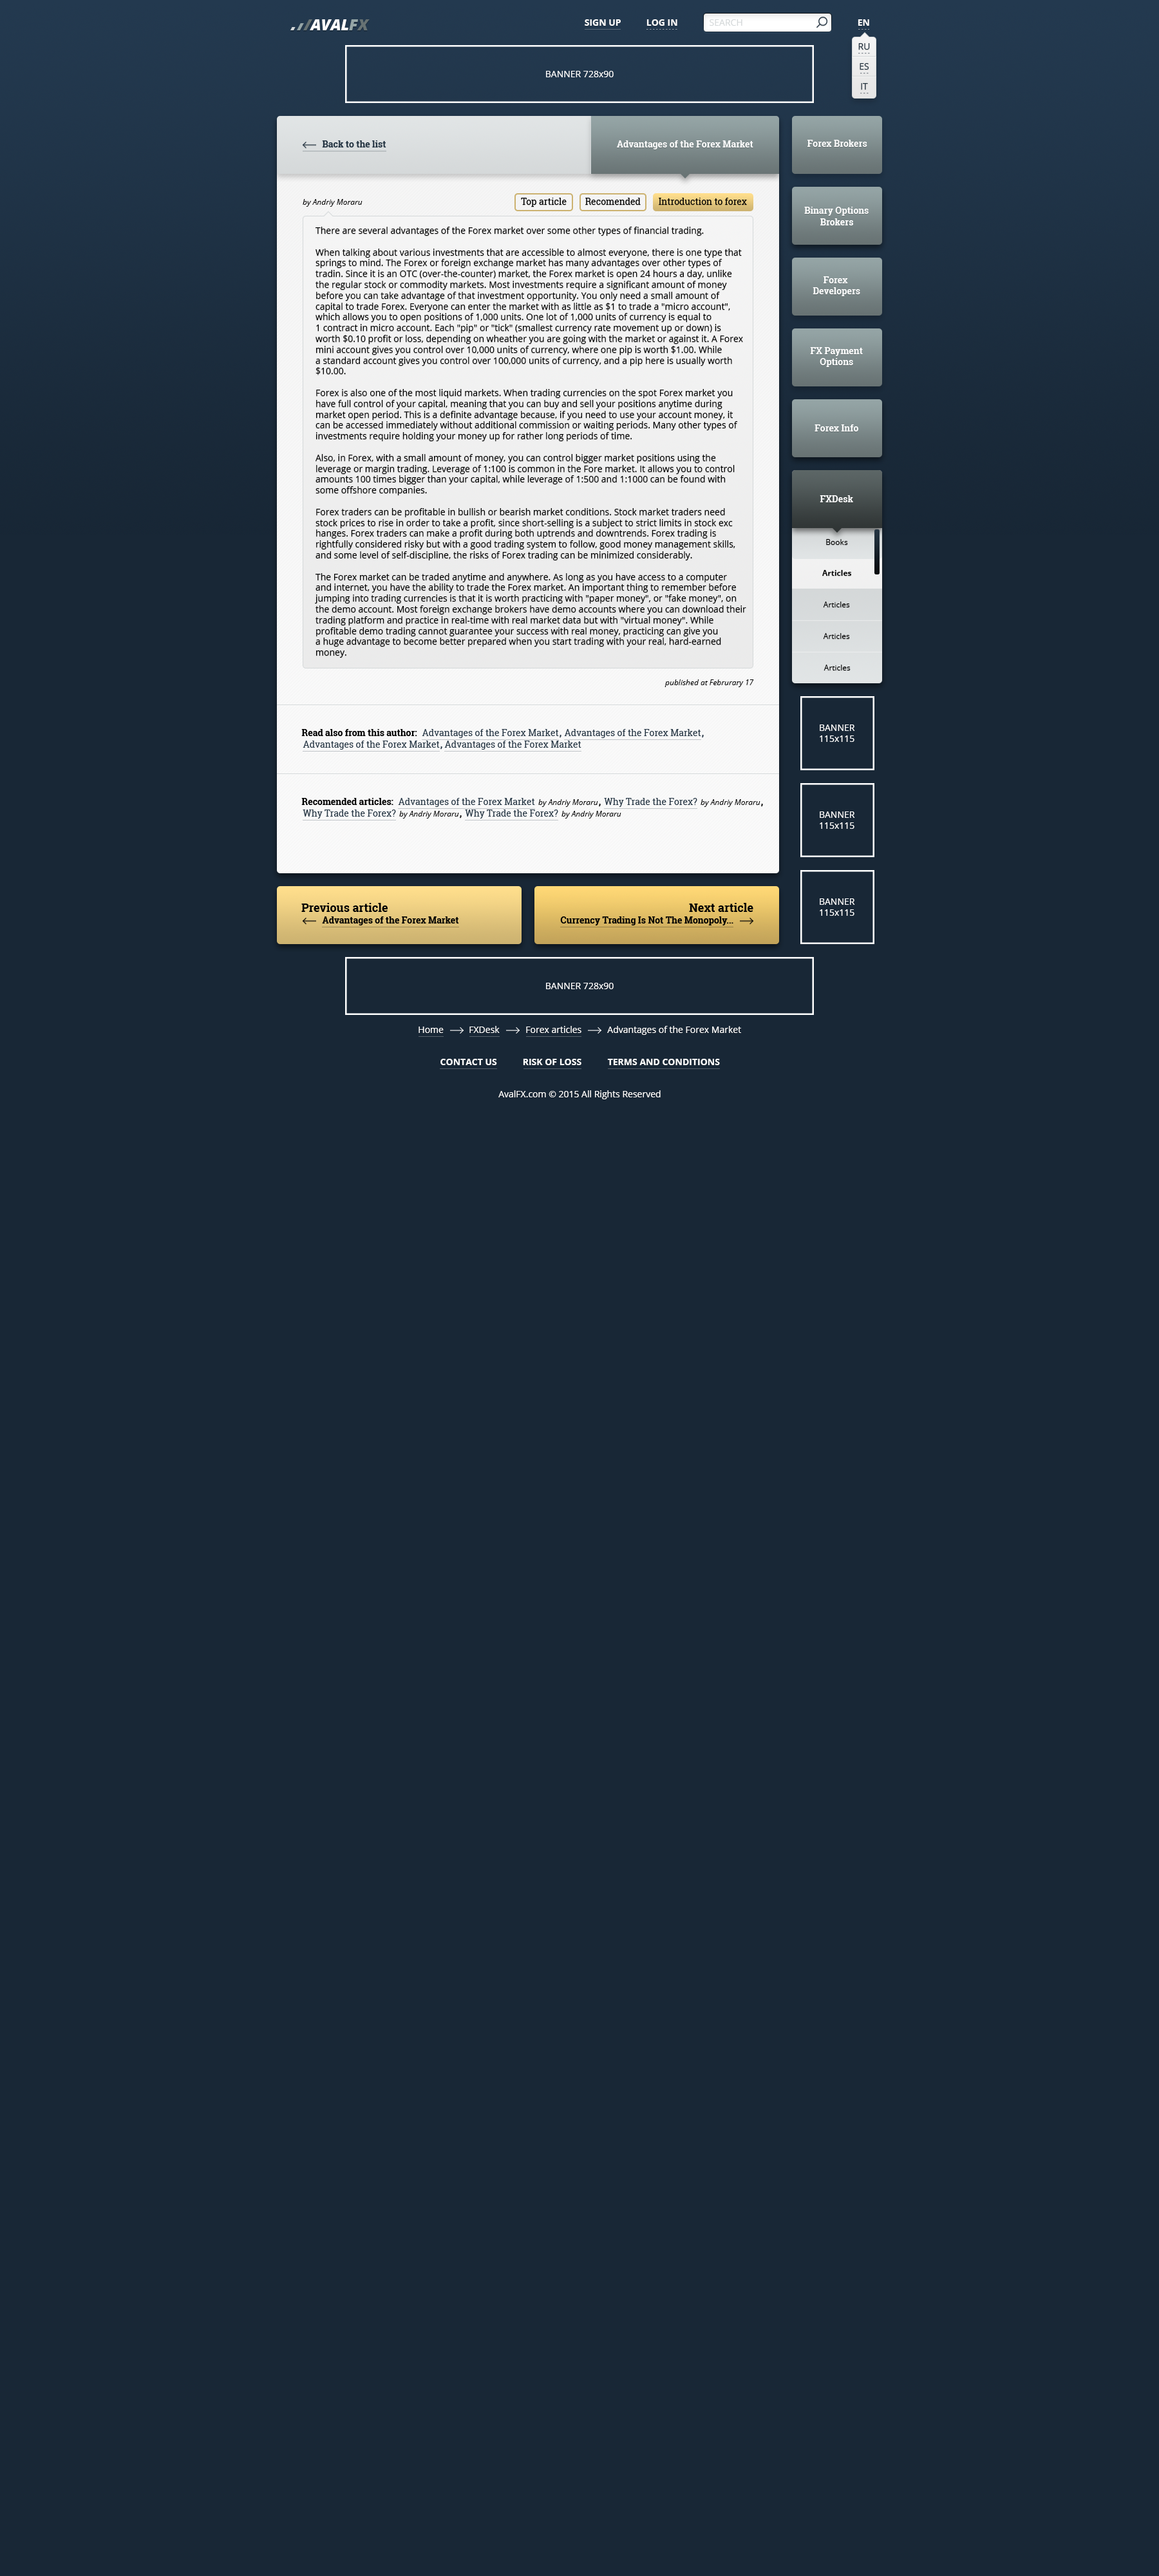 AVALFX
SIGN UP
LOG IN
SEARCH
EN
RU
ES
IT
BANNER 728x90
Back to the list
Advantages of the Forex Market
by Andriy Moraru
Top article
Recomended
Introduction to forex
There are several advantages of the Forex market over some other types of financial trading.
When talking about various investments that are accessible to almost everyone, there is one type that
springs to mind. The Forex or foreign exchange market has many advantages over other types of
tradin. Since it is an OTC (over-the-counter) market, the Forex market is open 24 hours a day, unlike
the regular stock or commodity markets. Most investments require a significant amount of money
before you can take advantage of that investment opportunity. You only need a small amount of
capital to trade Forex. Everyone can enter the market with as little as $1 to trade a "micro account",
which allows you to open positions of 1,000 units. One lot of 1,000 units of currency is equal to
1 contract in micro account. Each "pip" or "tick" (smallest currency rate movement up or down) is
worth $0.10 profit or loss, depending on wheather you are going with the market or against it. A Forex
mini account gives you control over 10,000 units of currency, where one pip is worth $1.00. While
a standard account gives you control over 100,000 units of currency, and a pip here is usually worth
$10.00.
Forex is also one of the most liquid markets. When trading currencies on the spot Forex market you
have full control of your capital, meaning that you can buy and sell your positions anytime during
market open period. This is a definite advantage because, if you need to use your account money, it
can be accessed immediately without additional commission or waiting periods. Many other types of
investments require holding your money up for rather long periods of time.
Also, in Forex, with a small amount of money, you can control bigger market positions using the
leverage or margin trading. Leverage of 1:100 is common in the Fore market. It allows you to control
amounts 100 times bigger than your capital, while leverage of 1:500 and 1:1000 can be found with
some offshore companies.
Forex traders can be profitable in bullish or bearish market conditions. Stock market traders need
stock prices to rise in order to take a profit, since short-selling is a subject to strict limits in stock exc
hanges. Forex traders can make a profit during both uptrends and downtrends. Forex trading is
rightfully considered risky but with a good trading system to follow, good money management skills,
and some level of self-discipline, the risks of Forex trading can be minimized considerably.
The Forex market can be traded anytime and anywhere. As long as you have access to a computer
and internet, you have the ability to trade the Forex market. An important thing to remember before
jumping into trading currencies is that it is worth practicing with "paper money", or "fake money", on
the demo account. Most foreign exchange brokers have demo accounts where you can download their
trading platform and practice in real-time with real market data but with "virtual money". While
profitable demo trading cannot guarantee your success with real money, practicing can give you
a huge advantage to become better prepared when you start trading with your real, hard-earned
money.
published at Februrary 17
Read also from this author: Advantages of the Forex Market, Advantages of the Forex Market,
Advantages of the Forex Market, Advantages of the Forex Market
Recomended articles: Advantages of the Forex Market by Andriy Moraru, Why Trade the Forex? by Andriy Moraru,
Why Trade the Forex? by Andriy Moraru, Why Trade the Forex? by Andriy Moraru
Previous article
Advantages of the Forex Market
Next article
Currency Trading Is Not The Monopoly...
Forex Brokers
Binary Options
Brokers
Forex
Developers
FX Payment
Options
Forex Info
FXDesk
Books
Articles
Articles
Articles
Articles
BANNER
115x115
BANNER
115x115
BANNER
115x115
BANNER 728x90
Home FXDesk Forex articles Advantages of the Forex Market
CONTACT US RISK OF LOSS TERMS AND CONDITIONS
AvalFX.com © 2015 All Rights Reserved